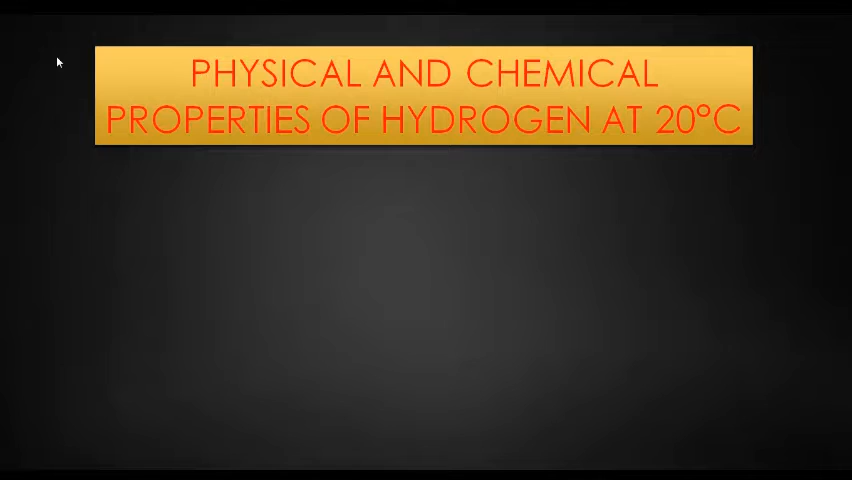 PHYSICAL AND CHEMICAL
PROPERTIES OF HYDROGEN AT 20°C